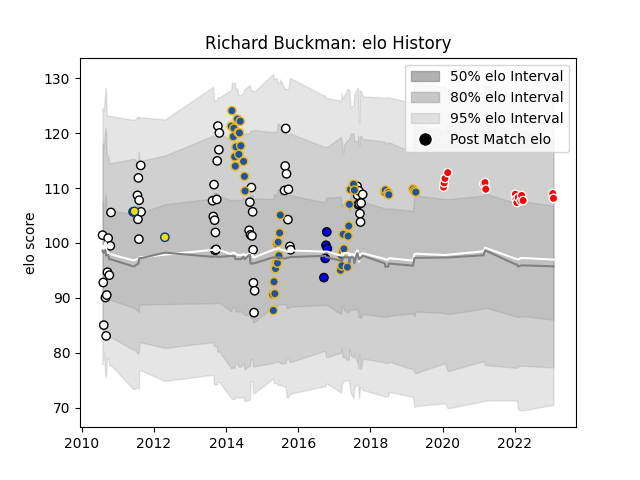 Richard Buckman: elo History
50% elo Interval
80% elo Interval
95% elo Interval
Post Match elo
elo score
130
120
110
100
90
80
70
2010
2012
2014
2016
2018
2020
2022